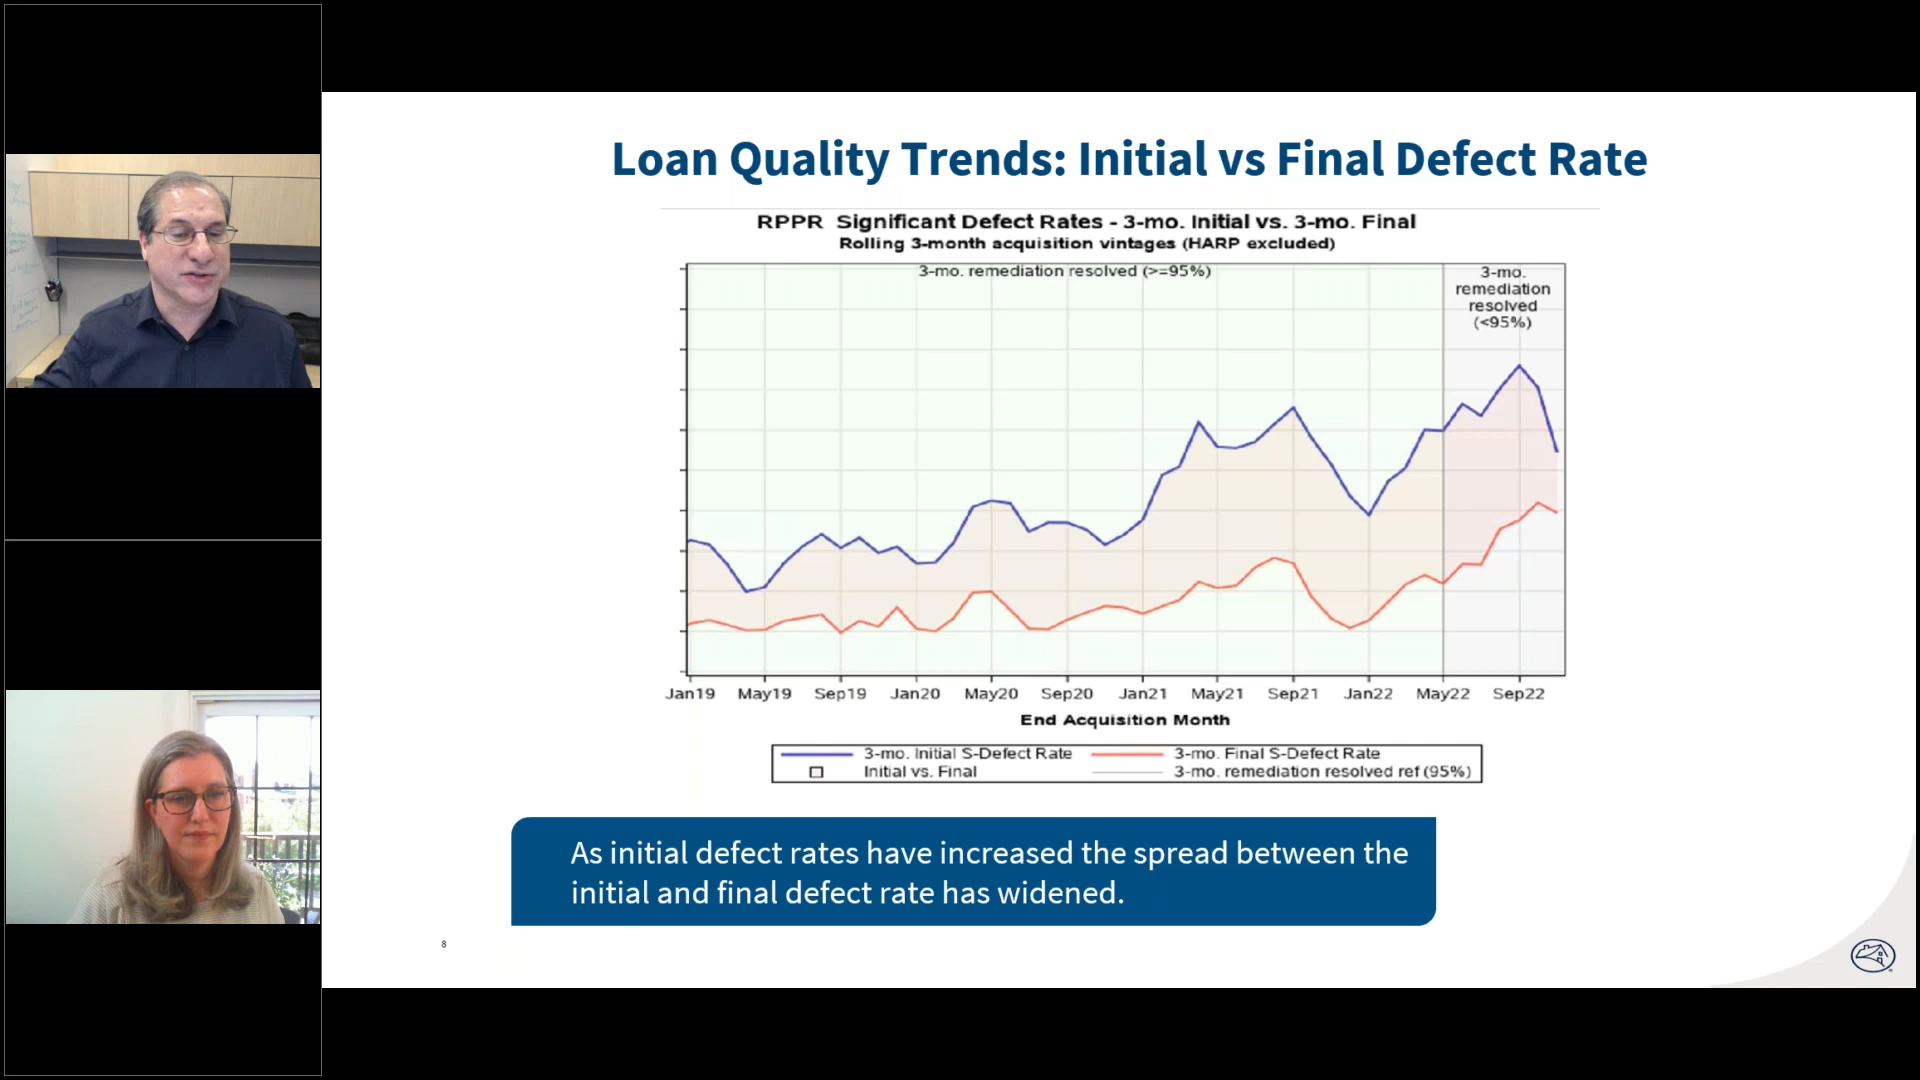 Loan Quality Trends: Initial vs Final Defect Rate
RPPR Significant Defect Rates - 3-mo. Initial vs. 3-mo. Final
Rolling 3-month acquisition vintages (HARP excluded)
3-mo. remediation resolved (>=95%)
3-mo.
remediation
resolved
(<95%)
Jan19 May19 Sep19 Jan20 May20 Sep20 Jan21 May21 Sep21 Jan22 May22 Sep22
End Acquisition Month
3-mo. Initial S-Defect Rate 3-mo. Final S-Defect Rate
Initial vs. Final 3-mo. remediation resolved ref (95%)
As initial defect rates have increased the spread between the
initial and final defect rate has widened.
8